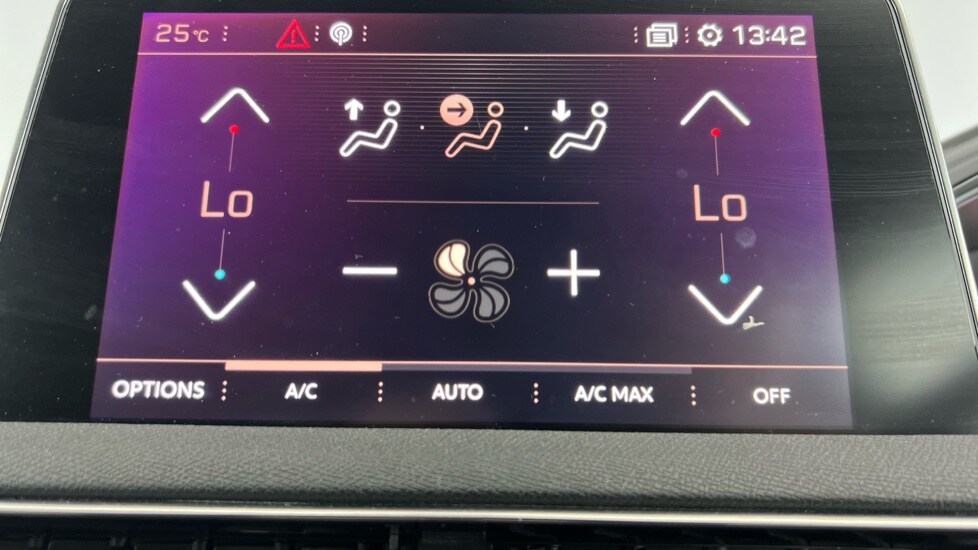 25°C 13:42
Lo Lo
OPTIONS A/C AUTO A/C MAX OFF